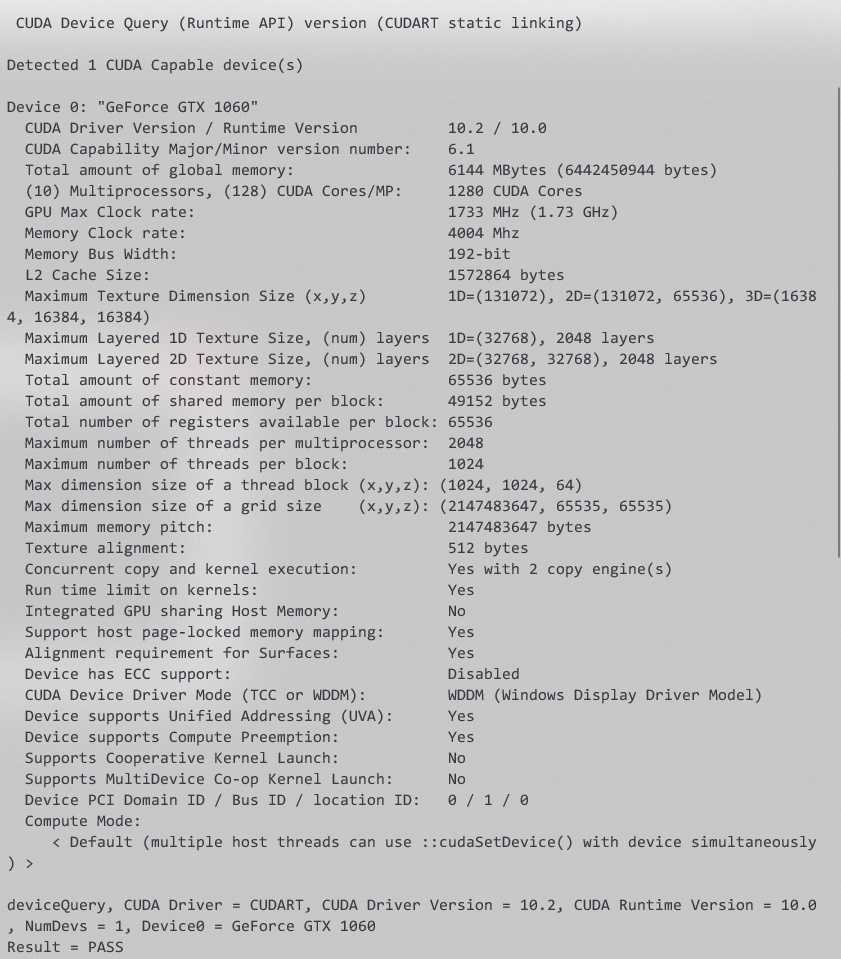 CUDA Device Query (Runtime API) version (CUDART static linking)
Detected 1 CUDA Capable device(s)
Device 0: "GeForce GTX 1060"
CUDA Driver Version / Runtime Version 10.2 / 10.0
CUDA Capability Major/Minor version number: 6.1
Total amount of global memory: 6144 MBytes (6442450944 bytes)
(10) Multiprocessors, (128) CUDA Cores/MP: 1280 CUDA Cores
GPU Max Clock rate: 1733 MHz (1.73 GHz)
Memory Clock rate: 4004 Mhz
Memory Bus Width: 192-bit
L2 Cache Size: 1572864 bytes
Maximum Texture Dimension Size (x,y,z) 1D=(131072), 2D=(131072, 65536), 3D=(1638
4, 16384, 16384)
Maximum Layered 1D Texture Size, (num) layers 1D=(32768), 2048 layers
Maximum Layered 2D Texture Size, (num) layers 2D=(32768, 32768), 2048 layers
Total amount of constant memory: 65536 bytes
Total amount of shared memory per block: 49152 bytes
Total number of registers available per block: 65536
Maximum number of threads per multiprocessor: 2048
Maximum number of threads per block: 1024
Max dimension size of a thread block (x,y,z): (1024, 1024, 64)
Max dimension size of a grid size (x,y,z): (2147483647, 65535, 65535)
Maximum memory pitch: 2147483647 bytes
Texture alignment: 512 bytes
Concurrent copy and kernel execution: Yes with 2 copy engine(s)
Run time limit on kernels: Yes
Integrated GPU sharing Host Memory: No
Support host page-locked memory mapping: Yes
Alignment requirement for Surfaces: Yes
Device has ECC support: Disabled
CUDA Device Driver Mode (TCC or WDDM): WDDM (Windows Display Driver Model)
Device supports Unified Addressing (UVA): Yes
Device supports Compute Preemption: Yes
Supports Cooperative Kernel Launch: No
Supports MultiDevice Co-op Kernel Launch: No
Device PCI Domain ID / Bus ID / location ID: 0 / 1 / 0
Compute Mode:
< Default (multiple host threads can use ::cudaSetDevice() with device simultaneously
) >
deviceQuery, CUDA Driver = CUDART, CUDA Driver Version = 10.2, CUDA Runtime Version = 10.0
, NumDevs = 1, Device0 = GeForce GTX 1060
Result = PASS